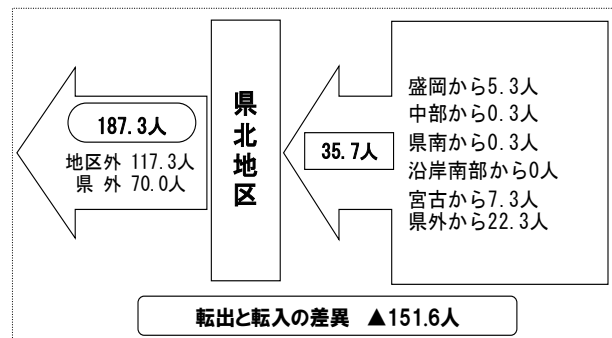 187.3人
地区外 117.3人
県 外 70.0人
県北地区
35.7人
盛岡から5.3人
中部から0.3人
県南から0.3人
沿岸南部から0人
宮古から7.3人
県外から22.3人
転出と転入の差異 ▲151.6人